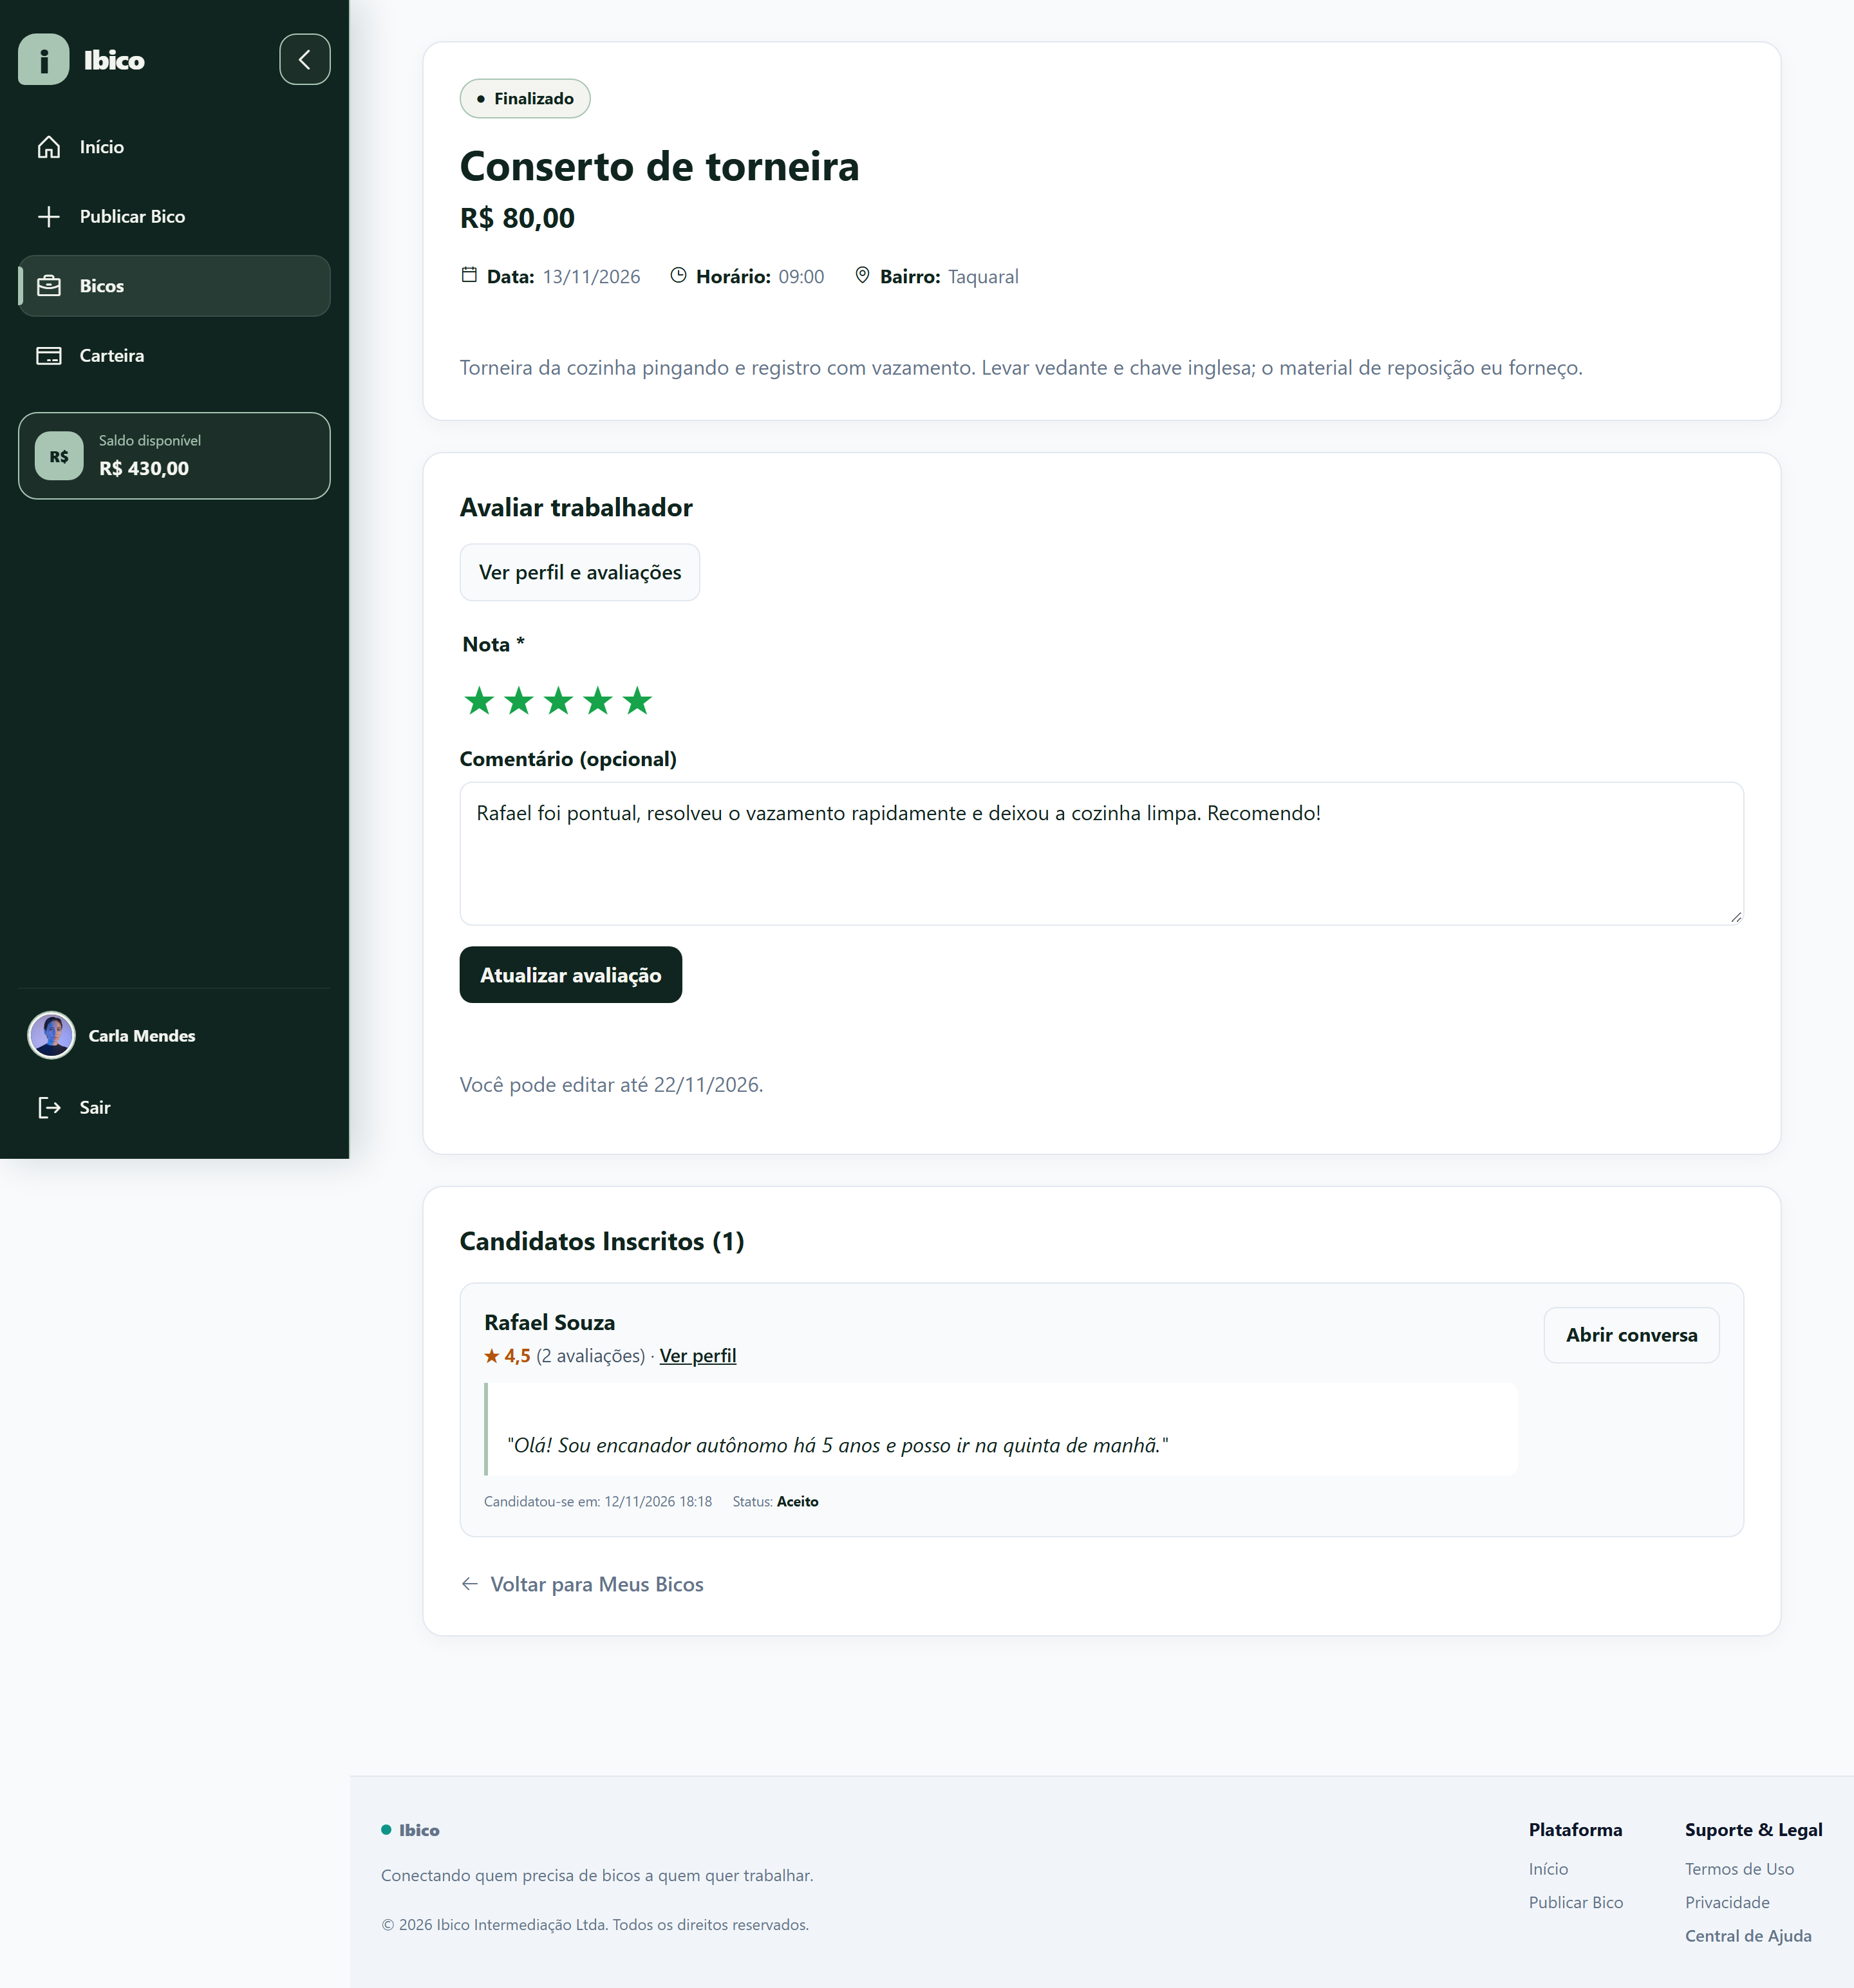 i
Ibico
Início
Publicar Bico
Bicos
Carteira
R$
Saldo disponível
R$ 430,00
Carla Mendes
Sair
Finalizado
Conserto de torneira
R$ 80,00
Data: 13/11/2026 Horário: 09:00 Bairro: Taquaral
Torneira da cozinha pingando e registro com vazamento. Levar vedante e chave inglesa; o material de reposição eu forneço.
Avaliar trabalhador
Ver perfil e avaliações
Nota *
★★★★★
Comentário (opcional)
Rafael foi pontual, resolveu o vazamento rapidamente e deixou a cozinha limpa. Recomendo!
Atualizar avaliação
Você pode editar até 22/11/2026.
Candidatos Inscritos (1)
Rafael Souza
★ 4,5 (2 avaliações) · Ver perfil
Abrir conversa
"Olá! Sou encanador autônomo há 5 anos e posso ir na quinta de manhã."
Candidatou-se em: 12/11/2026 18:18 Status: Aceito
← Voltar para Meus Bicos
Ibico
Conectando quem precisa de bicos a quem quer trabalhar.
© 2026 Ibico Intermediação Ltda. Todos os direitos reservados.
Plataforma
Início
Publicar Bico
Suporte & Legal
Termos de Uso
Privacidade
Central de Ajuda